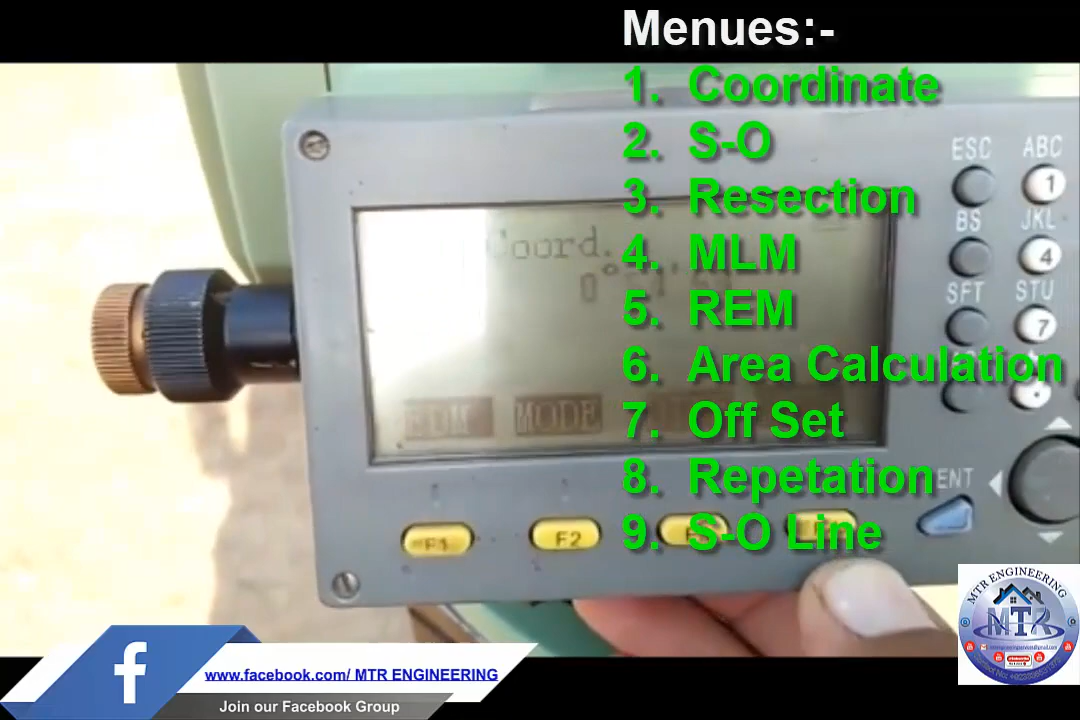 Menues:-
1. Coordinate
2. S-O
3. Resection
4. MLM
5. REM
6. Area Calculation
7. Off Set
8. Repetation
9. S-O Line
ESC ABC
1
BS JKL
4
SFT STU
7
Coord.
0°
MODE
ENT
F1 F2
MTR ENGINEERING
MTR
f
www.facebook.com/ MTR ENGINEERING
Join our Facebook Group